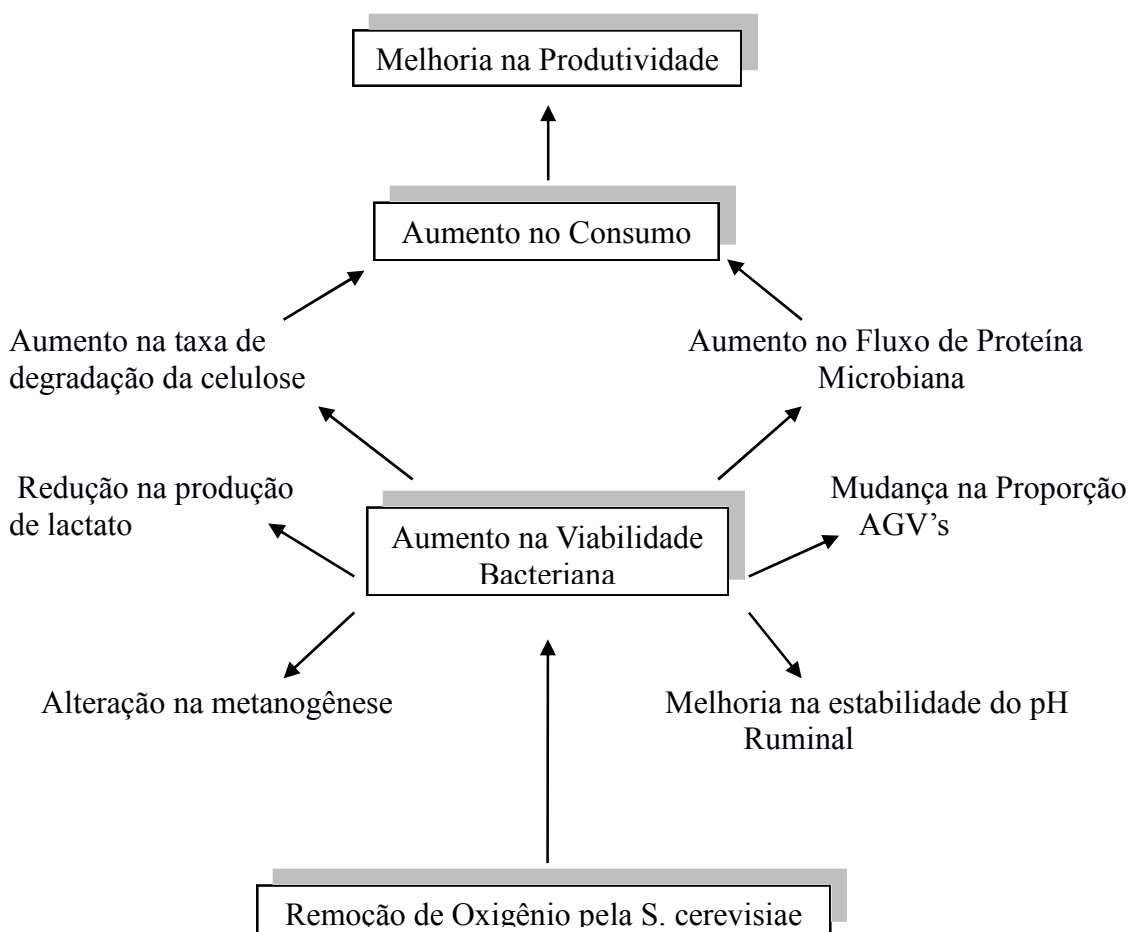 Melhoria na Produtividade
Aumento no Consumo
Aumento na taxa de
degradação da celulose
Aumento no Fluxo de Proteína
Microbiana
Redução na produção
de lactato
Aumento na Viabilidade
Bacteriana
Mudança na Proporção
AGV’s
Alteração na metanogênese
Melhoria na estabilidade do pH
Ruminal
Remoção de Oxigênio pela S. cerevisiae